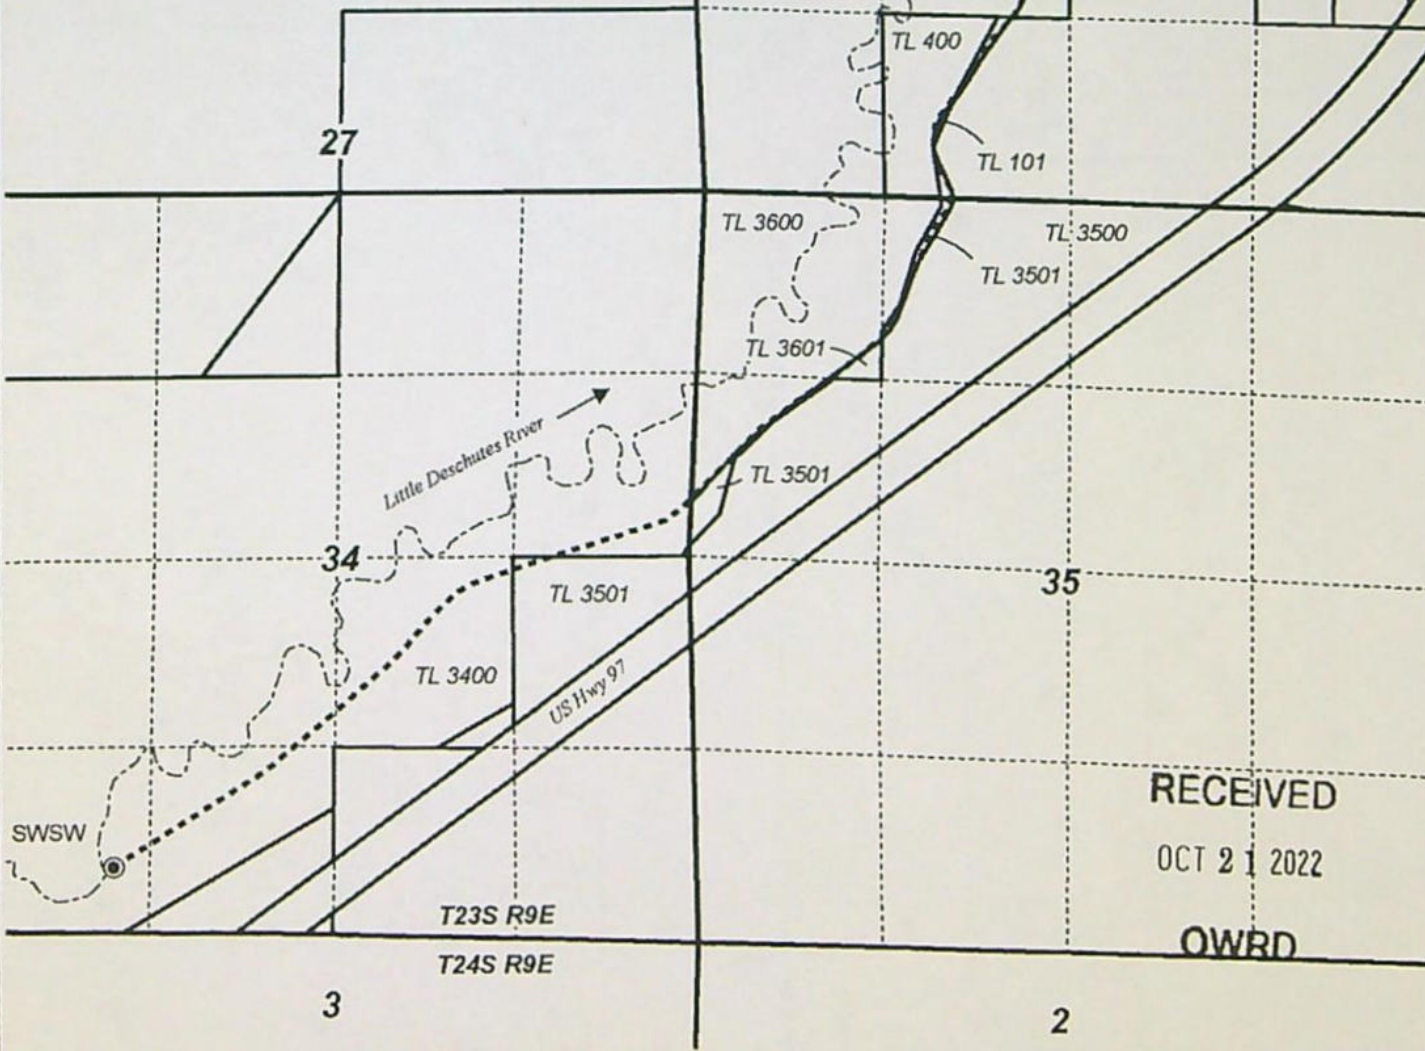 TL 400
27
TL 101
TL 3600
TL 3500
TL 3501
TL 3601
Little Deschutes River
TL 3501
34
35
TL 3501
TL 3400
US Hwy 97
RECEIVED
SWSW
OCT 21 2022
T23S R9E
OWRD
T24S R9E
3
2